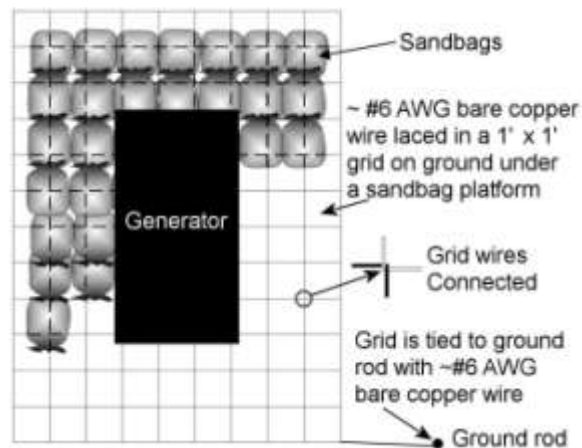 Sandbags
~ #6 AWG bare copper
wire laced in a 1' x 1'
grid on ground under
a sandbag platform
Generator
Grid wires
Connected
Grid is tied to ground
rod with ~#6 AWG
bare copper wire
Ground rod